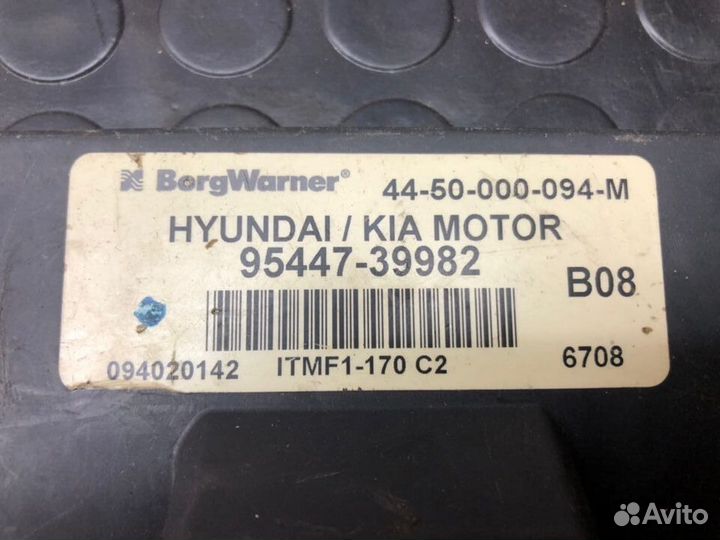 BorgWarner® 44-50-000-094-M
HYUNDAI / KIA MOTOR
95447-39982
B08
094020142 ITMF1-170 C2 6708
Avito